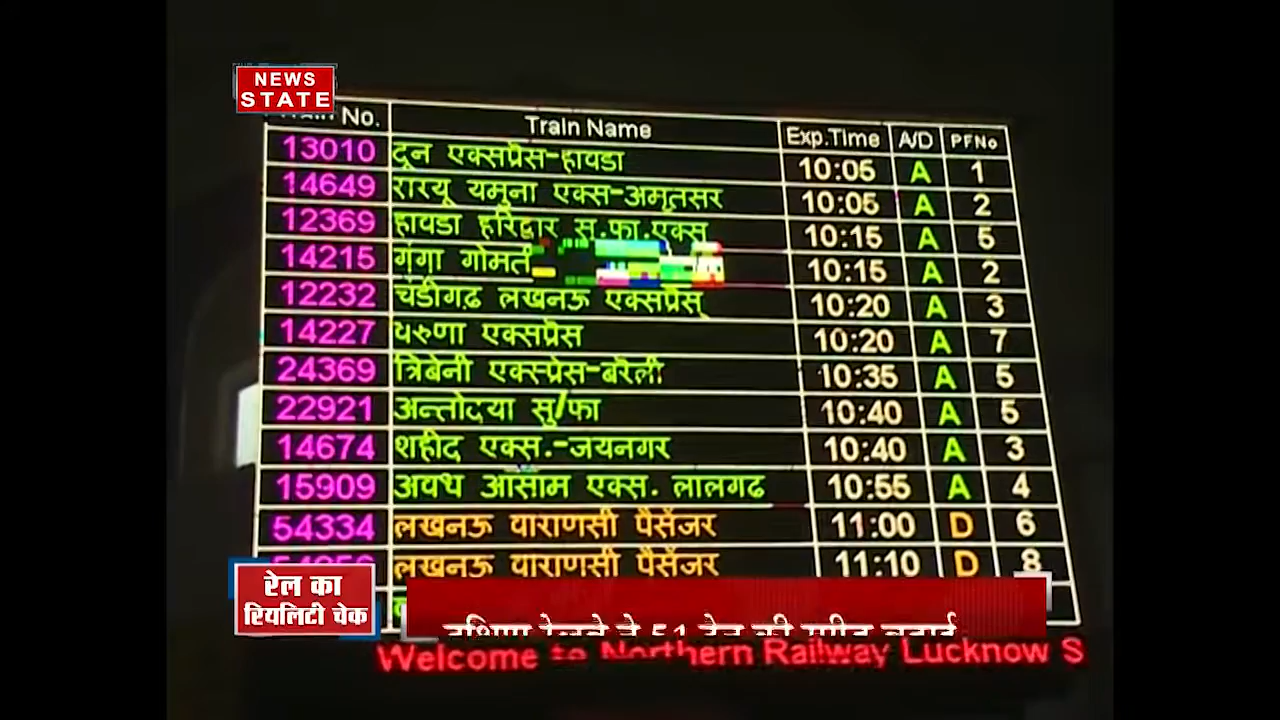 NEWS
STATE
Train No. Train Name Exp.Time A/D PFNo
13010 दून एक्सप्रेस-हावडा 10:05 A 1
14649 सरयू यमुना एक्स-अमृतसर 10:05 A 2
12369 हावडा हरिद्वार स.फा.एक्स 10:15 A 5
14215 गंगा गोमती 10:15 A 2
12232 चंडीगढ़ लखनऊ एक्सप्रेस् 10:20 A 3
14227 वरुणा एक्सप्रेस 10:20 A 7
24369 त्रिबेनी एक्स्प्रेस-बरेली 10:35 A 5
22921 अन्तोदया सु/फा 10:40 A 5
14674 शहीद एक्स.-जयनगर 10:40 A 3
15909 अवध आसाम एक्स. लालगढ 10:55 A 4
54334 लखनऊ वाराणसी पैसेंजर 11:00 D 6
लखनऊ वाराणसी पैसेंजर 11:10 D 8
रेल का
रियलिटी चेक
दक्षिण रेलवे ने 51 ट्रेन की स्पीड बढ़ाई
Welcome to Northern Railway Lucknow S